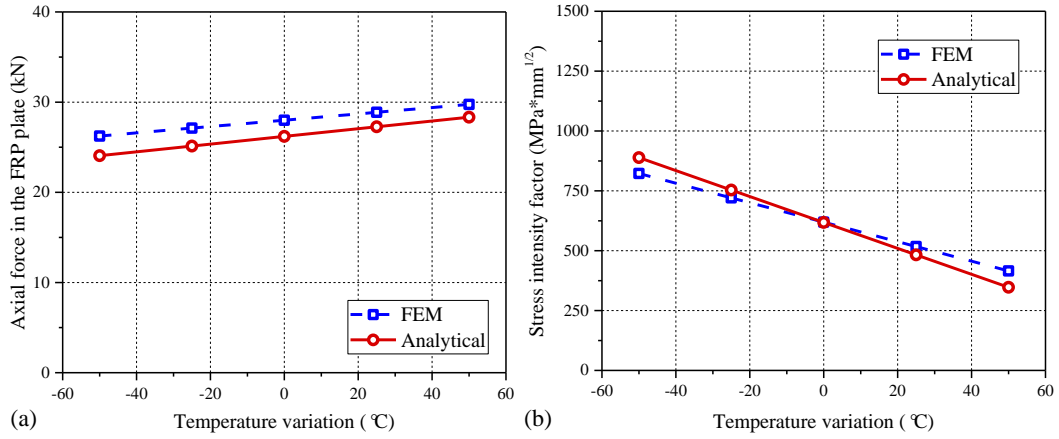 40
30
20
10
0
-60 -40 -20 0 20 40 60
Axial force in the FRP plate (kN)
Temperature variation ( °C)
FEM
Analytical
(a)
1500
1250
1000
750
500
250
0
-60 -40 -20 0 20 40 60
Stress intensity factor (MPa*mm^{1/2})
Temperature variation ( °C)
FEM
Analytical
(b)